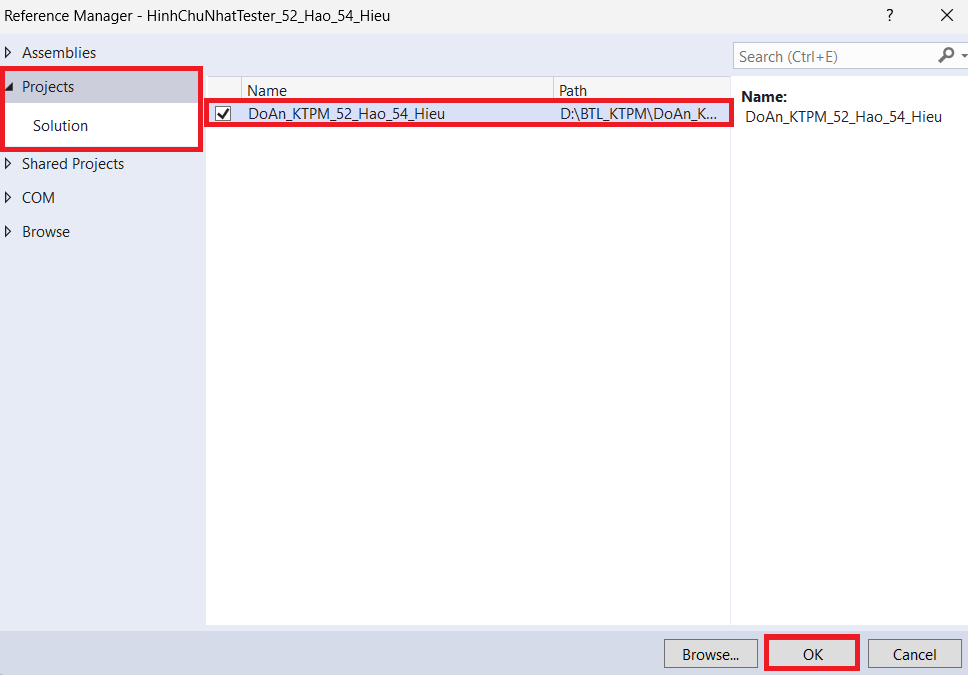 Reference Manager - HinhChuNhatTester_52_Hao_54_Hieu
?
Assemblies
Projects
Solution
Shared Projects
COM
Browse
Name Path
DoAn_KTPM_52_Hao_54_Hieu D:\BTL_KTPM\DoAn_K...
Search (Ctrl+E)
Name:
DoAn_KTPM_52_Hao_54_Hieu
Browse... OK Cancel